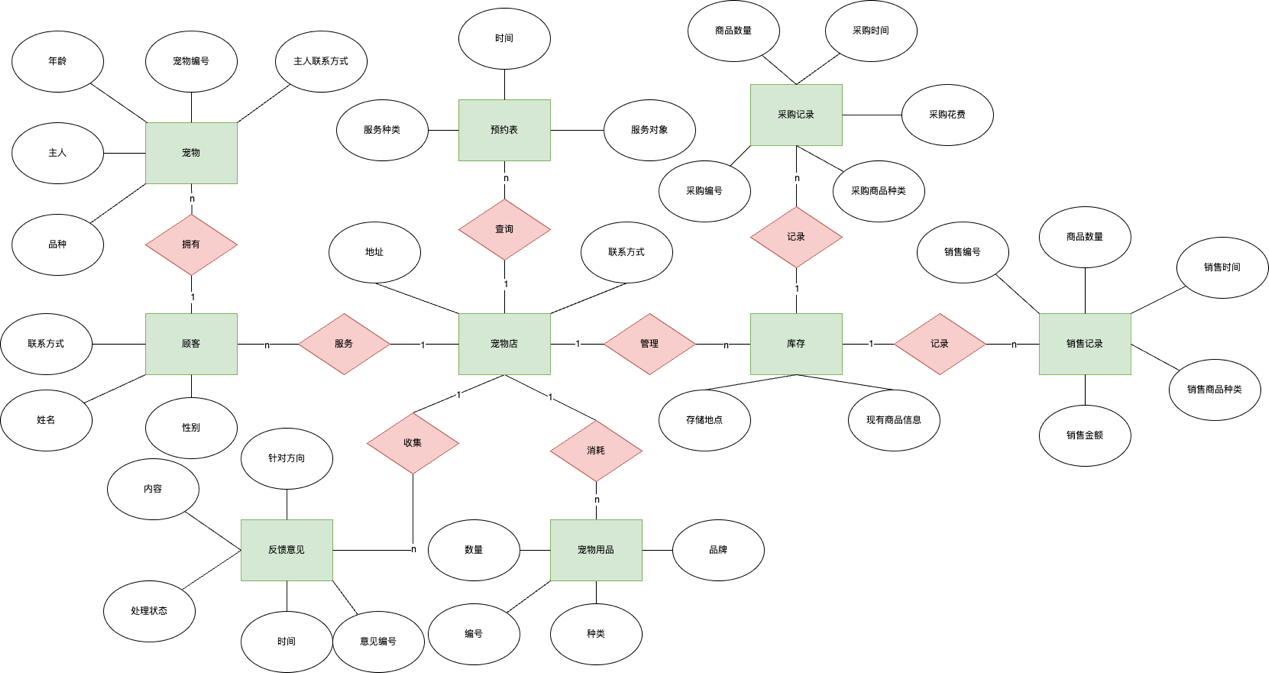 商品数量
采购时间
时间
年龄
宠物编号
主人联系方式
采购记录
采购花费
服务种类
预约表
服务对象
主人
宠物
n
n
采购编号
采购商品种类
n
品种
拥有
查询
记录
商品数量
地址
联系方式
销售编号
销售时间
1
1
1
联系方式
顾客
n
服务
1
宠物店
1
管理
n
库存
1
记录
n
销售记录
销售商品种类
1
1
姓名
性别
存储地点
现有商品信息
销售金额
收集
消耗
针对方向
内容
n
反馈意见
n
数量
宠物用品
品牌
处理状态
时间
意见编号
编号
种类